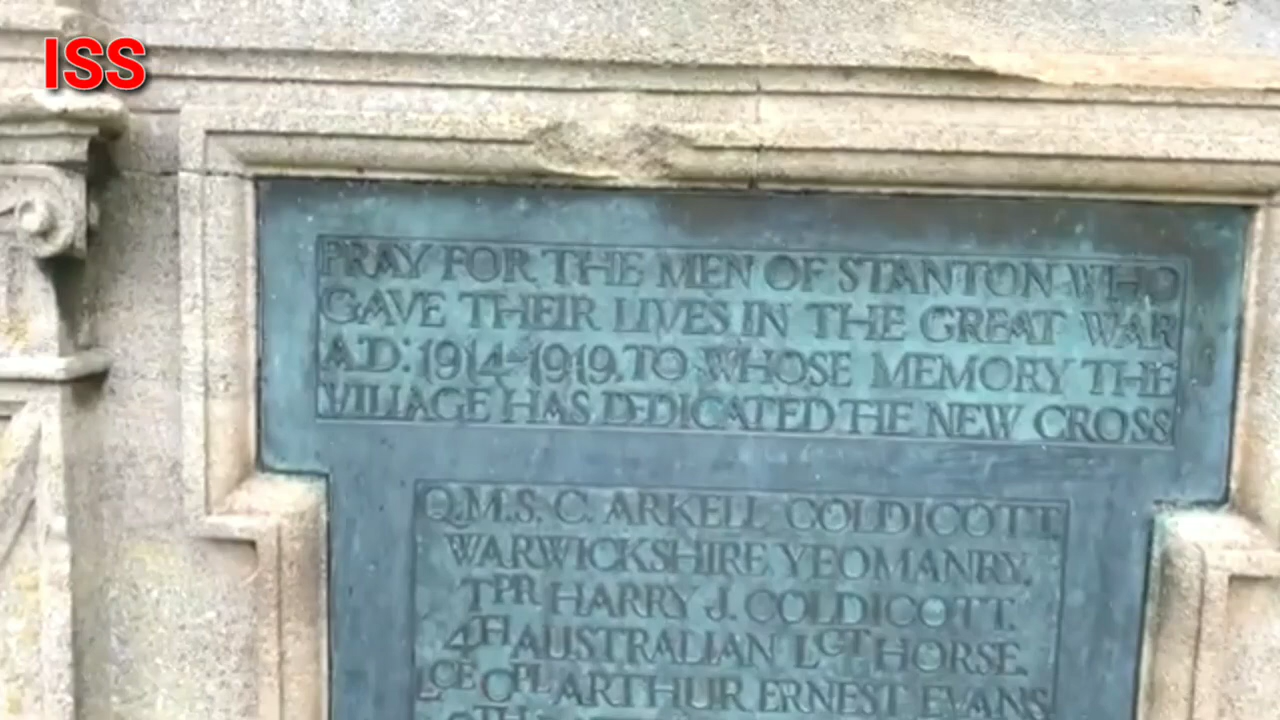 ISS
PRAY FOR THE MEN OF STANTON WHO
GAVE THEIR LIVES IN THE GREAT WAR
A.D: 1914-1919. TO WHOSE MEMORY THE
VILLAGE HAS DEDICATED THE NEW CROSS
Q.M.S. C. ARKELL COLDICOTT.
WARWICKSHIRE YEOMANRY.
TPR HARRY J. COLDICOTT.
4TH AUSTRALIAN LGT HORSE.
LCE CPL ARTHUR ERNEST EVANS